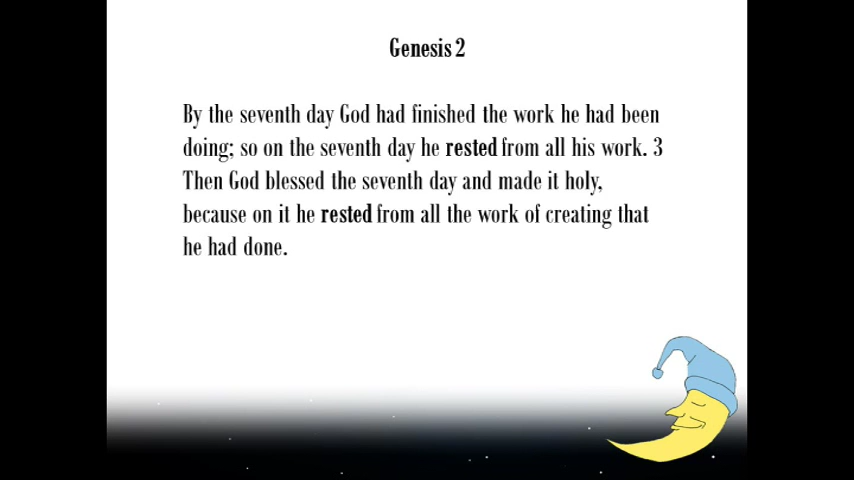 Genesis 2
By the seventh day God had finished the work he had been
doing; so on the seventh day he rested from all his work. 3
Then God blessed the seventh day and made it holy,
because on it he rested from all the work of creating that
he had done.